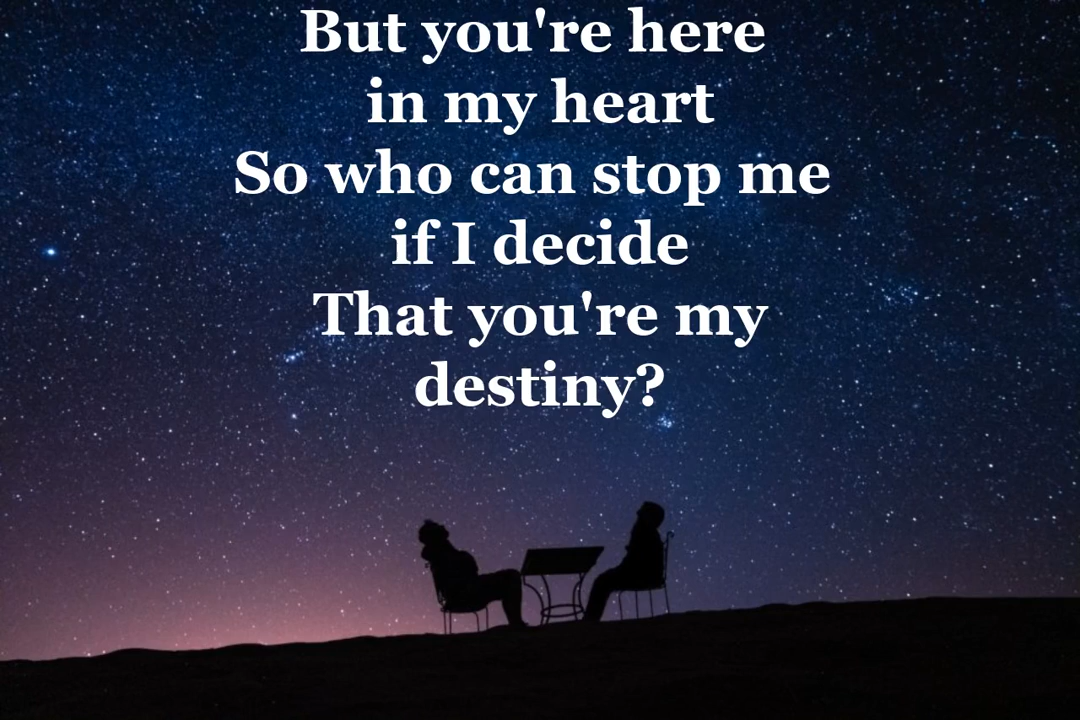 But you're here
in my heart
So who can stop me
if I decide
That you're my
destiny?